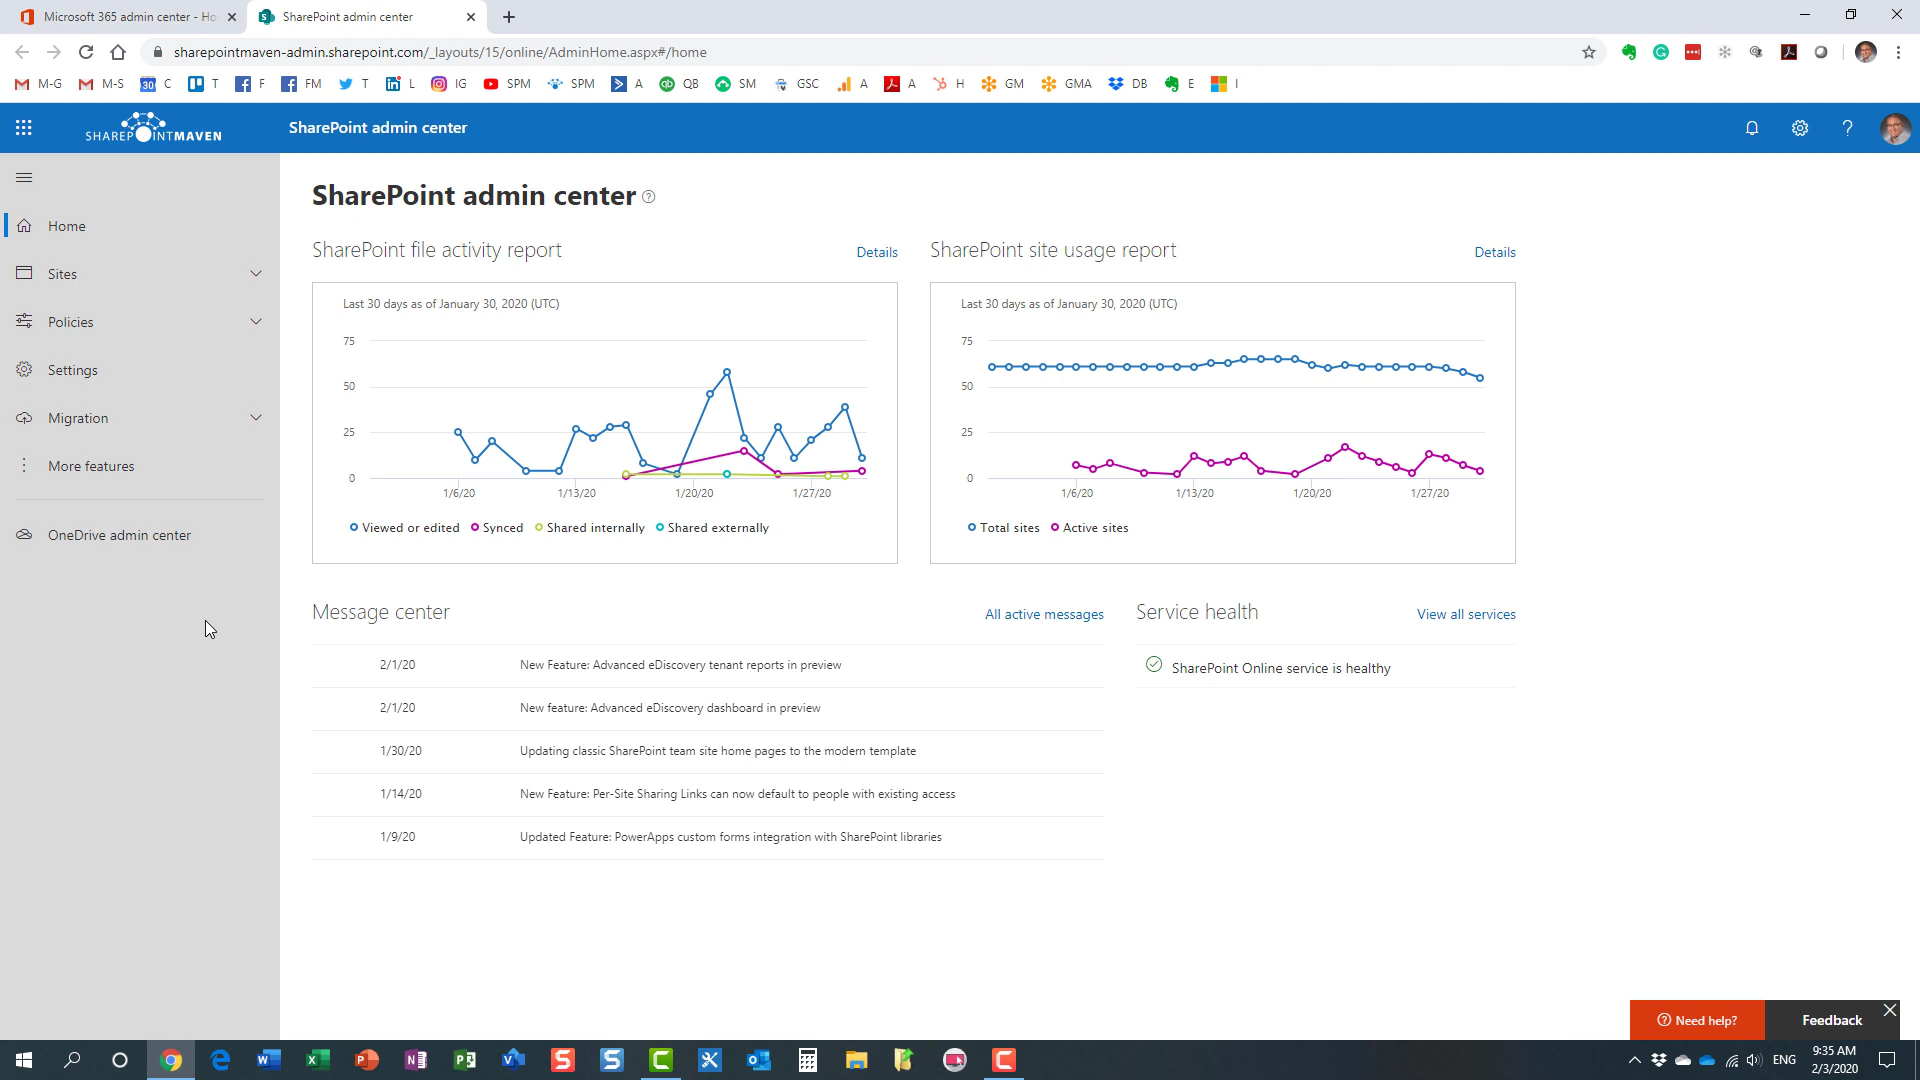 Microsoft 365 admin center - Ho
SharePoint admin center
sharepointmaven-admin.sharepoint.com/_layouts/15/online/AdminHome.aspx#/home
M-G M-S 30 C T F FM T L IG SPM SPM A QB SM GSC A A H GM GMA DB E I
SHAREPOINTMAVEN
SharePoint admin center
Home
Sites
Policies
Settings
Migration
More features
OneDrive admin center
SharePoint admin center
SharePoint file activity report
Details
Last 30 days as of January 30, 2020 (UTC)
75
50
25
0
1/6/20 1/13/20 1/20/20 1/27/20
Viewed or edited Synced Shared internally Shared externally
SharePoint site usage report
Details
Last 30 days as of January 30, 2020 (UTC)
75
50
25
0
1/6/20 1/13/20 1/20/20 1/27/20
Total sites Active sites
Message center
All active messages
2/1/20 New Feature: Advanced eDiscovery tenant reports in preview
2/1/20 New feature: Advanced eDiscovery dashboard in preview
1/30/20 Updating classic SharePoint team site home pages to the modern template
1/14/20 New Feature: Per-Site Sharing Links can now default to people with existing access
1/9/20 Updated Feature: PowerApps custom forms integration with SharePoint libraries
Service health
View all services
SharePoint Online service is healthy
Need help?
Feedback
ENG
9:35 AM
2/3/2020